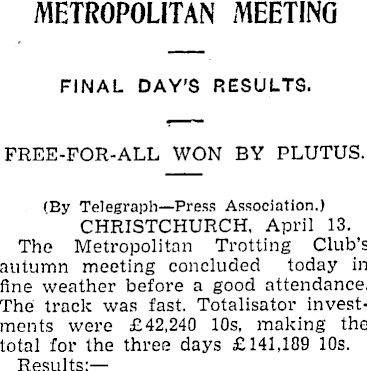 METROPOLITAN MEETING
FINAL DAY'S RESULTS.
FREE-FOR-ALL WON BY PLUTUS.
(By Telegraph—Press Association.)
CHRISTCHURCH, April 13.
The Metropolitan Trotting Club's
autumn meeting concluded today in
fine weather before a good attendance.
The track was fast. Totalisator invest-
ments were £42,240 10s, making the
total for the three days £141,189 10s.
Results:—